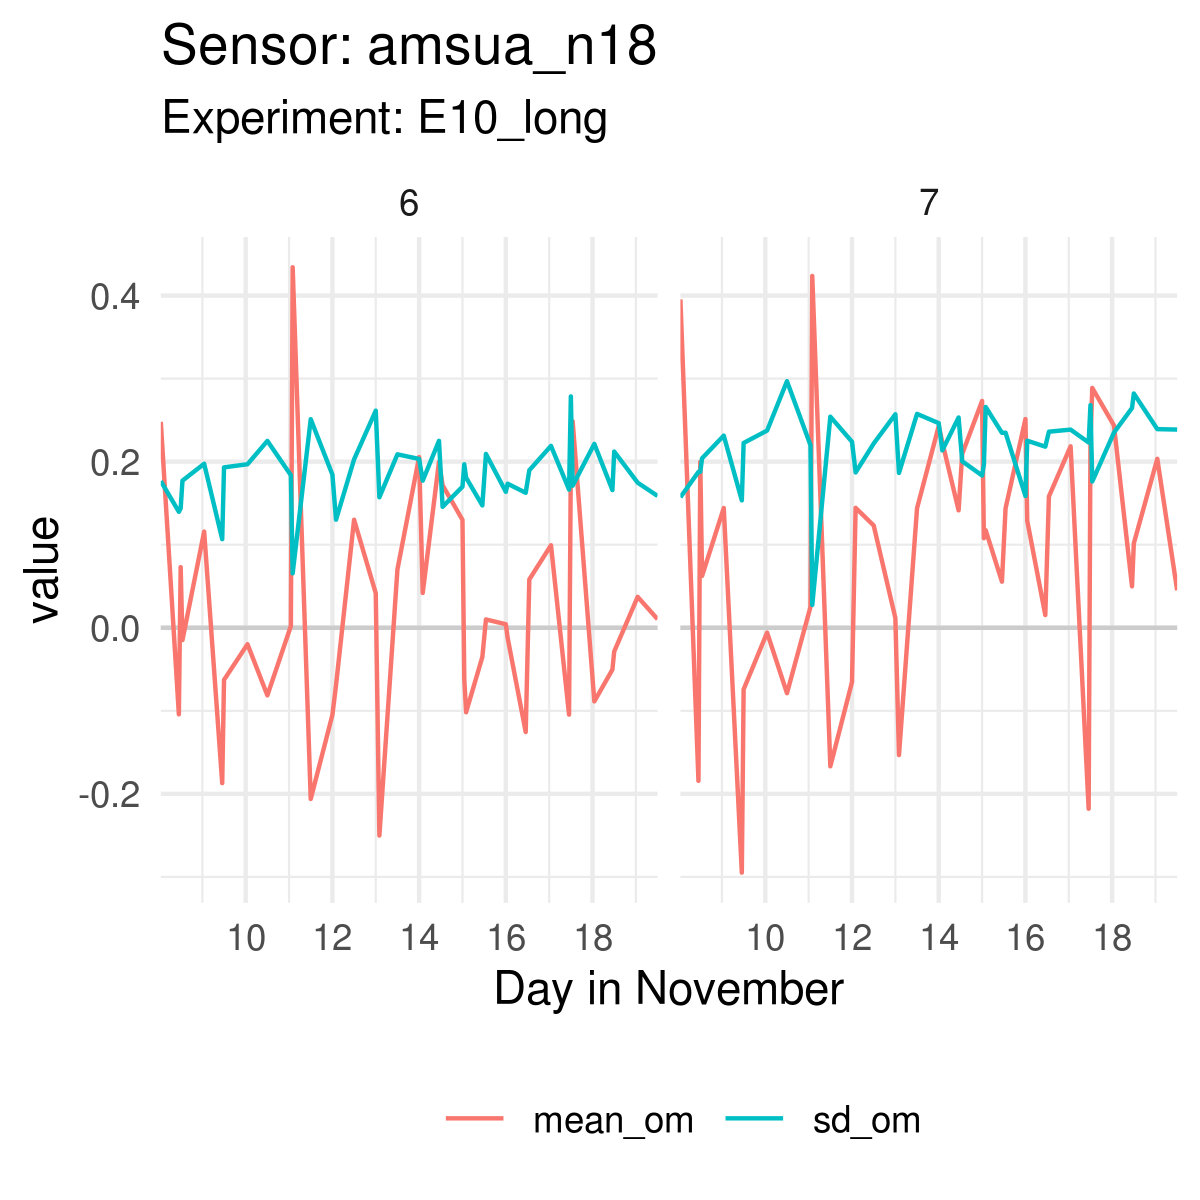 Sensor: amsua_n18
Experiment: E10_long
6
7
0.4
0.2
0.0
-0.2
value
10 12 14 16 18
10 12 14 16 18
Day in November
mean_om
sd_om